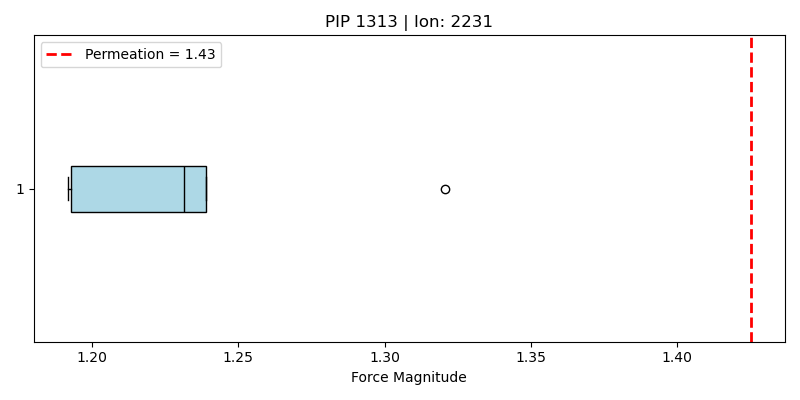 PIP 1313 | Ion: 2231
Permeation = 1.43
1
1.20 1.25 1.30 1.35 1.40
Force Magnitude